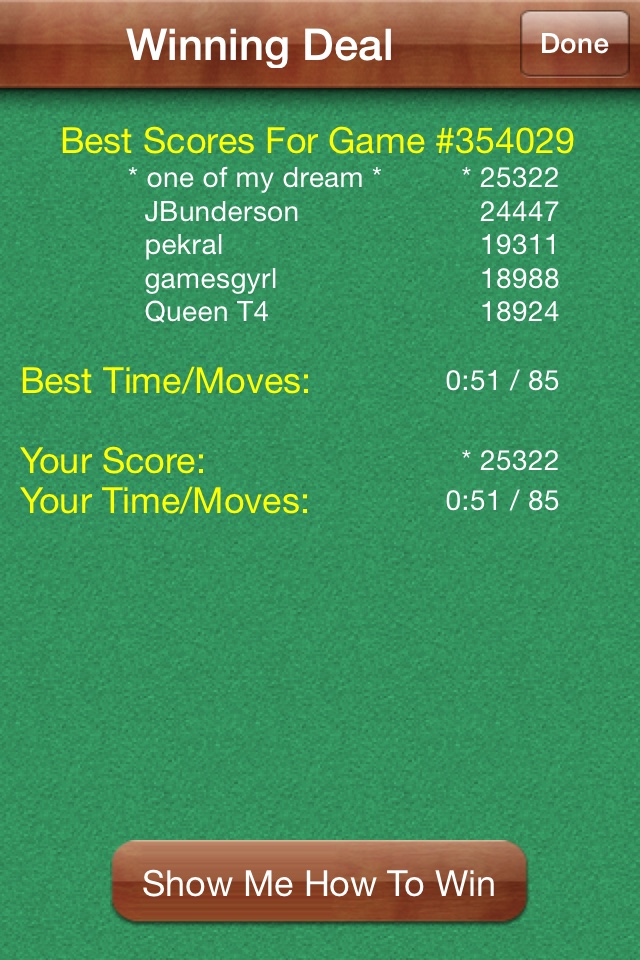 Winning Deal
Done
Best Scores For Game #354029
* one of my dream * * 25322
JBunderson 24447
pekral 19311
gamesgyrl 18988
Queen T4 18924
Best Time/Moves: 0:51 / 85
Your Score: * 25322
Your Time/Moves: 0:51 / 85
Show Me How To Win